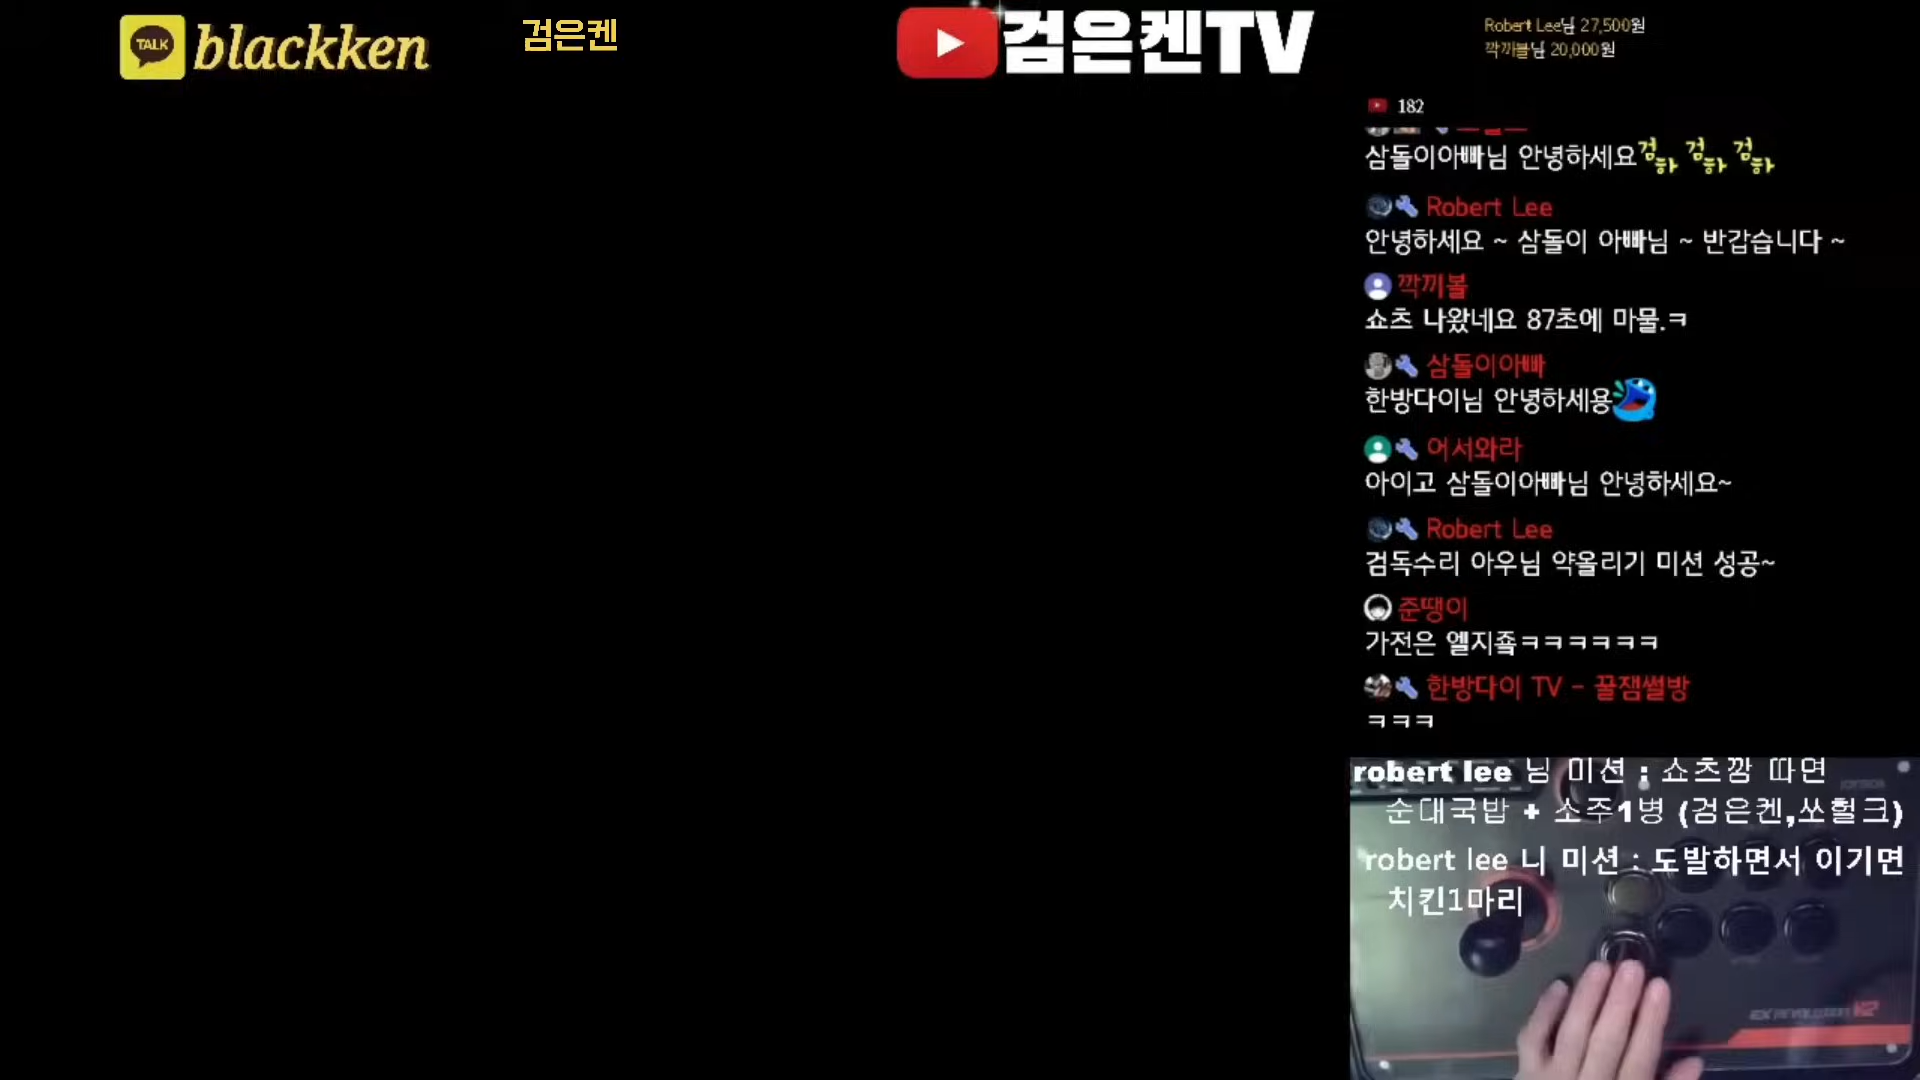 TALK
blackken
검은켄
검은켄TV
Robert Lee님 27,500원
깍끼볼님 20,000원
182
삼돌이아빠님 안녕하세요검하 검하 검하
Robert Lee
안녕하세요 ~ 삼돌이 아빠님 ~ 반갑습니다 ~
깍끼볼
쇼츠 나왔네요 87초에 마물.ㅋ
삼돌이아빠
한방다이님 안녕하세용
어서와라
아이고 삼돌이아빠님 안녕하세요~
Robert Lee
검독수리 아우님 약올리기 미션 성공~
준땡이
가전은 엘지죸ㅋㅋㅋㅋㅋㅋ
한방다이 TV - 꿀잼썰방
ㅋㅋㅋ
robert lee 님 미션 : 쇼츠깡 따면
순대국밥 + 소주1병 (검은켄,쏘헐크)
robert lee 니 미션 : 도발하면서 이기면
치킨1마리